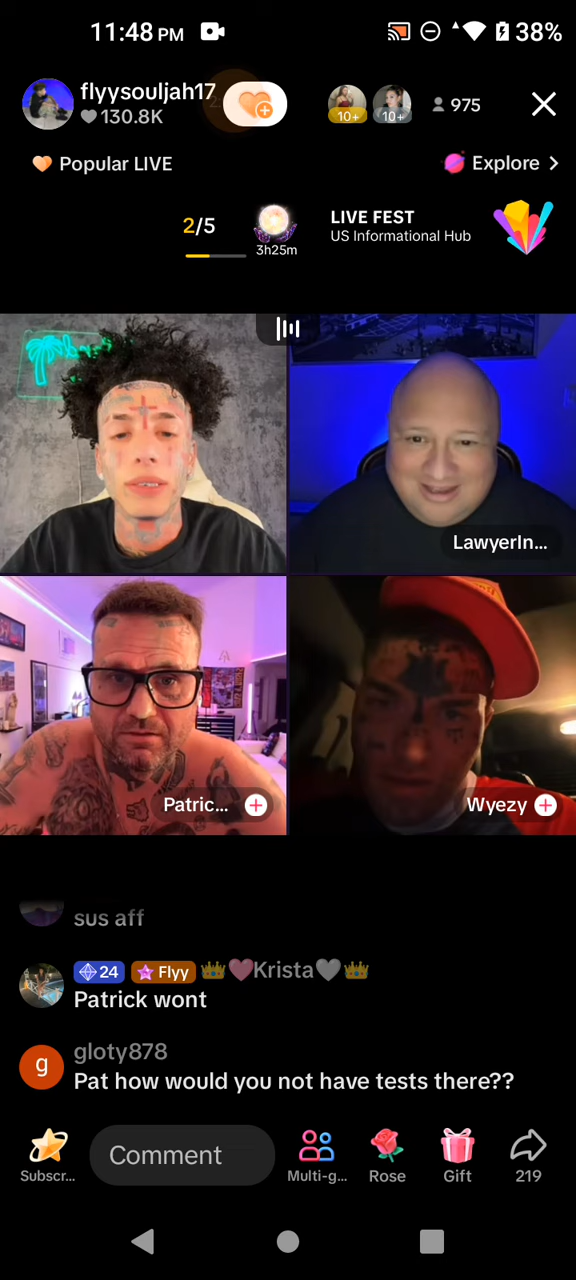 11:48 PM
38%
flyysouljah17
130.8K
10+
10+
975
Popular LIVE
Explore >
2/5
3h25m
LIVE FEST
US Informational Hub
LawyerIn...
Patric...
Wyezy
sus aff
24 Flyy Krista
Patrick wont
g
gloty878
Pat how would you not have tests there??
Subscr...
Comment
Multi-g...
Rose
Gift
219